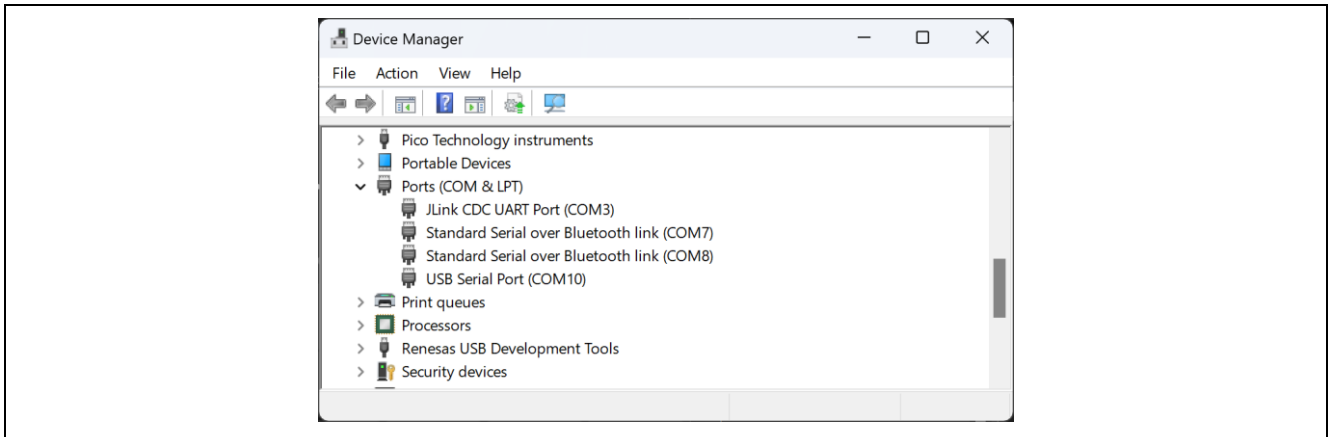 Device Manager
File Action View Help
Pico Technology instruments
Portable Devices
Ports (COM & LPT)
JLink CDC UART Port (COM3)
Standard Serial over Bluetooth link (COM7)
Standard Serial over Bluetooth link (COM8)
USB Serial Port (COM10)
Print queues
Processors
Renesas USB Development Tools
Security devices